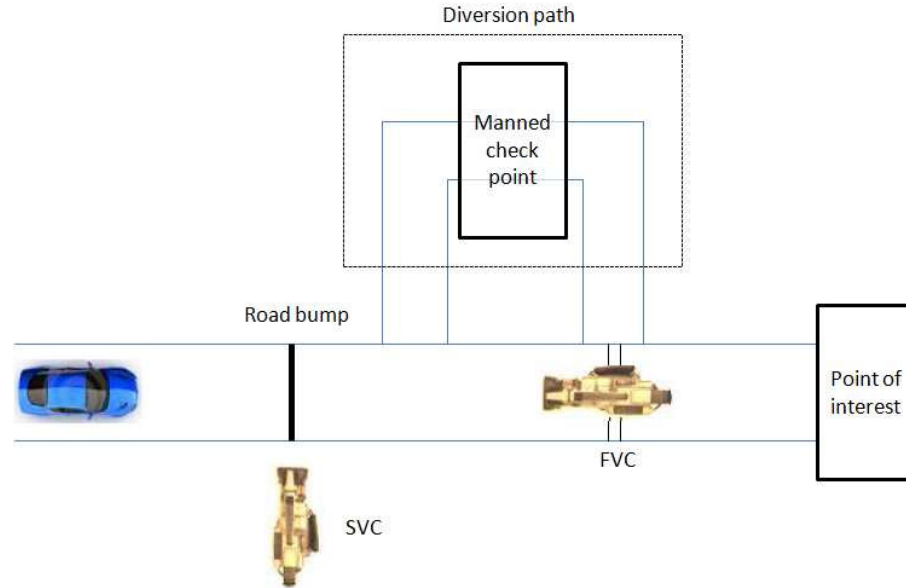 Diversion path
Manned
check
point
Road bump
Point of
interest
FVC
SVC